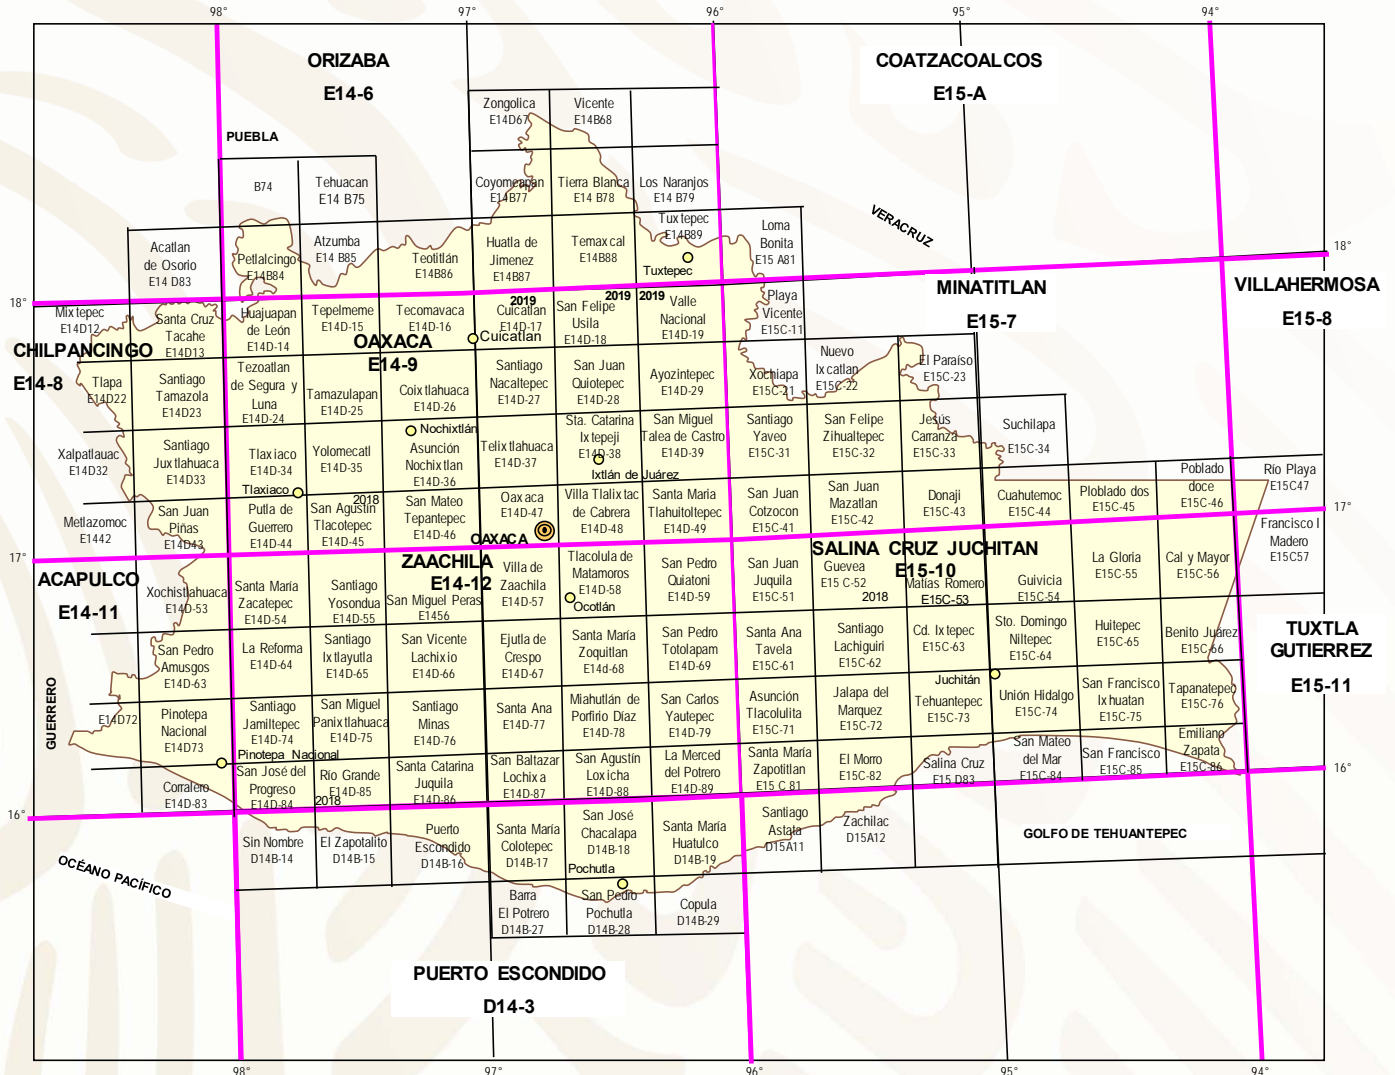 98°
97°
96°
95°
94°
ORIZABA
E14-6
COATZACOALCOS
E15-A
PUEBLA
VERACRUZ
Zongolica
E14D67
Vicente
E14B68
B74
Tehuacan
E14 B75
Coyomeapan
E14B77
Tierra Blanca
E14 B78
Los Naranjos
E14 B79
Acatlan
de Osorio
E14 D83
Petlalcingo
E14B84
Atzumba
E14 B85
Teotitlán
E14B86
Huatla de
Jimenez
E14B87
Temaxcal
E14B88
Tuxtepec
E14B89
Tuxtepec
Loma
Bonita
E15 A81
18°
18°
MINATITLAN
E15-7
VILLAHERMOSA
E15-8
CHILPANCINGO
E14-8
OAXACA
E14-9
Mixtepec
E14D12
Santa Cruz
Tacahe
E14D13
Huajuapan
de León
E14D-14
Tepelmeme
E14D-15
Tecomavaca
E14D-16
2019
Cuicatlan
E14D-17
Cuicatlan
2019
San Felipe
Usila
E14D-18
2019
Valle
Nacional
E14D-19
Playa
Vicente
E15C-11
Tlapa
E14D22
Santiago
Tamazola
E14D23
Tezoatlan
de Segura y
Luna
E14D-24
Tamazulapan
E14D-25
Coixtlahuaca
E14D-26
Santiago
Nacaltepec
E14D-27
San Juan
Quiotepec
E14D-28
Ayozintepec
E14D-29
Xochiapa
E15C-21
Nuevo
Ixcatlan
E15C-22
El Paraíso
E15C-23
Xalpatlauac
E14D32
Santiago
Juxtlahuaca
E14D33
Tlaxiaco
E14D-34
Tlaxiaco
Yolomecatl
E14D-35
Nochixtlán
Asunción
Nochixtlan
E14D-36
Telixtlahuaca
E14D-37
Sta. Catarina
Ixtepeji
E14D-38
Ixtlán de Juárez
San Miguel
Talea de Castro
E14D-39
Santiago
Yaveo
E15C-31
San Felipe
Zihualtepec
E15C-32
Jesús
Carranza
E15C-33
Suchilapa
E15C-34
Metlazomoc
E1442
San Juan
Piñas
E14D43
Putla de
Guerrero
E14D-44
2018
San Agustin
Tlacotepec
E14D-45
San Mateo
Tepantepec
E14D-46
Oaxaca
E14D-47
OAXACA
Villa Tlalixtac
de Cabrera
E14D-48
Santa Maria
Tlahuitoltepec
E14D-49
San Juan
Cotzocon
E15C-41
San Juan
Mazatlan
E15C-42
Donaji
E15C-43
Cuahutemoc
E15C-44
Ploblado dos
E15C-45
Poblado
doce
E15C-46
Río Playa
E15C47
17°
17°
ACAPULCO
E14-11
ZAACHILA
E14-12
SALINA CRUZ JUCHITAN
E15-10
TUXTLA
GUTIERREZ
E15-11
Xochistlahuaca
E14D-53
Santa María
Zacatepec
E14D-54
Santiago
Yosondua
E14D-55
San Miguel Peras
E1456
Villa de
Zaachila
E14D-57
Tlacolula de
Matamoros
E14D-58
Ocotlán
San Pedro
Quiatoni
E14D-59
San Juan
Juquila
E15C-51
Guevea
E15 C-52
2018
Matías Romero
E15C-53
Guivicia
E15C-54
La Gloria
E15C-55
Cal y Mayor
E15C-56
Francisco I
Madero
E15C57
San Pedro
Amusgos
E14D-63
La Reforma
E14D-64
Santiago
Ixtlayutla
E14D-65
San Vicente
Lachixio
E14D-66
Ejutla de
Crespo
E14D-67
Santa María
Zoquitlan
E14d-68
San Pedro
Totolapam
E14D-69
Santa Ana
Tavela
E15C-61
Santiago
Lachiguiri
E15C-62
Cd. Ixtepec
E15C-63
Sto. Domingo
Niltepec
E15C-64
Huitepec
E15C-65
Benito Juárez
E15C-66
Juchitán
GUERRERO
E14D72
Pinotepa
Nacional
E14D73
Santiago
Jamiltepec
E14D-74
San Miguel
Panixtlahuaca
E14D-75
Santiago
Minas
E14D-76
Santa Ana
E14D-77
Miahutlán de
Porfirio Díaz
E14D-78
San Carlos
Yautepec
E14D-79
Asunción
Tlacolulita
E15C-71
Jalapa del
Marquez
E15C-72
Tehuantepec
E15C-73
Unión Hidalgo
E15C-74
San Francisco
Ixhuatan
E15C-75
Tapanatepec
E15C-76
Pinotepa Nacional
Corralero
E14D-83
San José del
Progreso
E14D-84
Río Grande
E14D-85
2018
Santa Catarina
Juquila
E14D-86
San Baltazar
Lochixa
E14D-87
San Agustín
Loxicha
E14D-88
La Merced
del Potrero
E14D-89
Santa María
Zapotitlan
E15 C 81
El Morro
E15C-82
Salina Cruz
E15 D83
San Mateo
del Mar
E15C-84
San Francisco
E15C-85
Emiliano
Zapata
E15C-86
16°
16°
Sin Nombre
D14B-14
El Zapotalito
D14B-15
Puerto
Escondido
D14B-16
Santa María
Colotepec
D14B-17
San José
Chacalapa
D14B-18
Pochutla
Santa María
Huatulco
D14B-19
Santiago
Astata
D15A11
Zachilac
D15A12
GOLFO DE TEHUANTEPEC
OCÉANO PACÍFICO
Barra
El Potrero
D14B-27
San Pedro
Pochutla
D14B-28
Copula
D14B-29
PUERTO ESCONDIDO
D14-3
98°
97°
96°
95°
94°